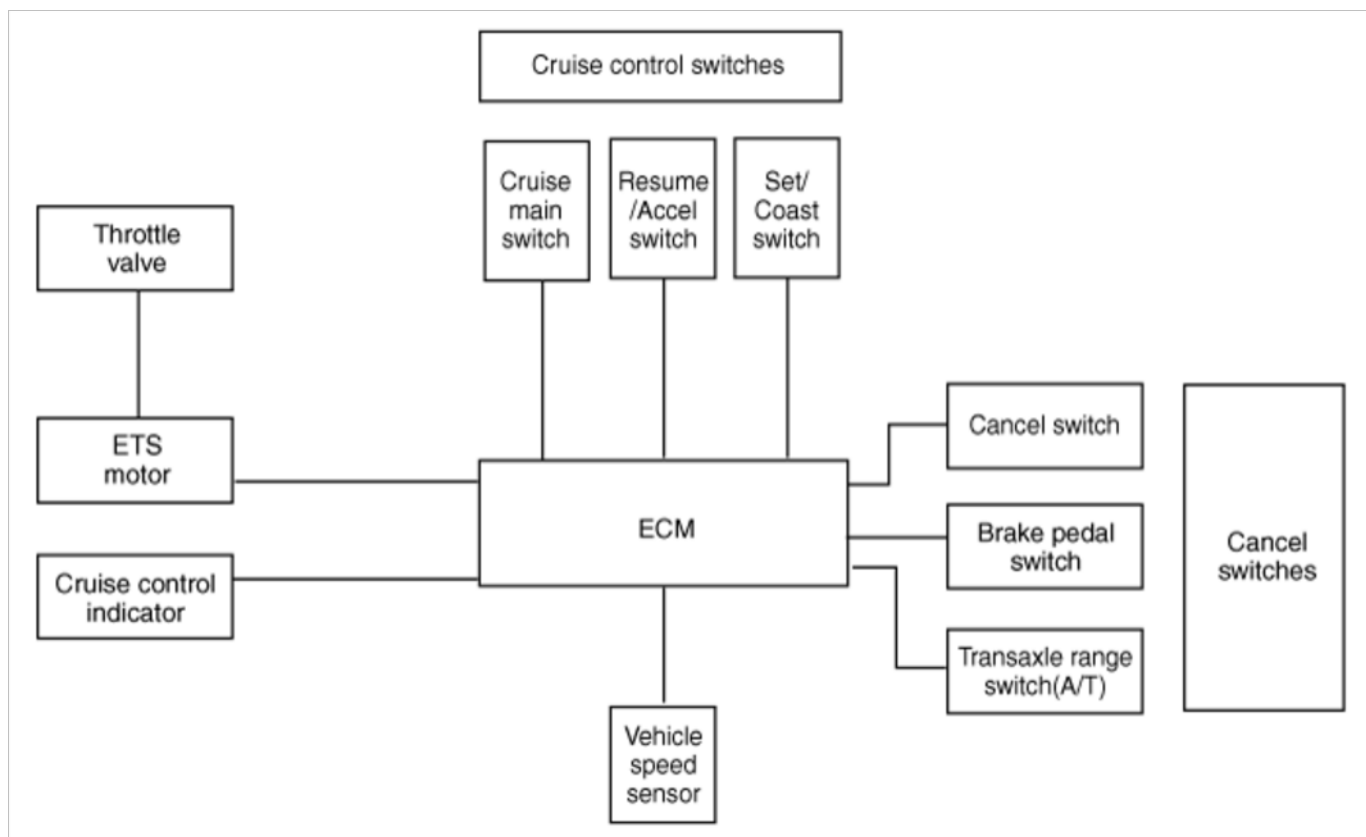 Cruise control switches
Cruise
main
switch
Resume
/Accel
switch
Set/
Coast
switch
Throttle
valve
ETS
motor
Cruise control
indicator
ECM
Vehicle
speed
sensor
Cancel switch
Brake pedal
switch
Transaxle range
switch(A/T)
Cancel
switches